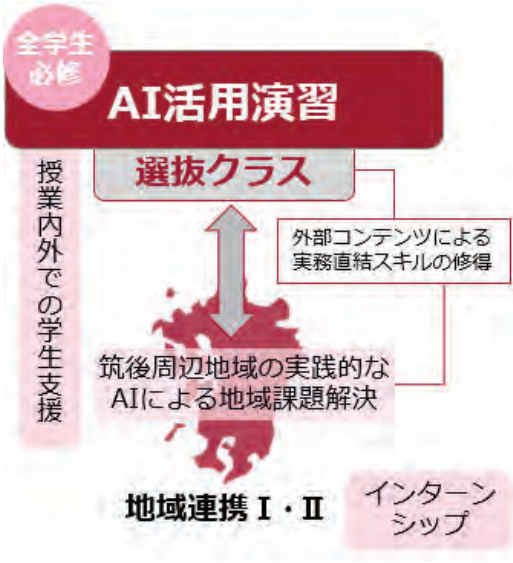 全学生
必修
AI活用演習
選抜クラス
授業内外での学生支援
外部コンテンツによる
実務直結スキルの修得
筑後周辺地域の実践的な
AIによる地域課題解決
地域連携Ⅰ・Ⅱ
インターン
シップ